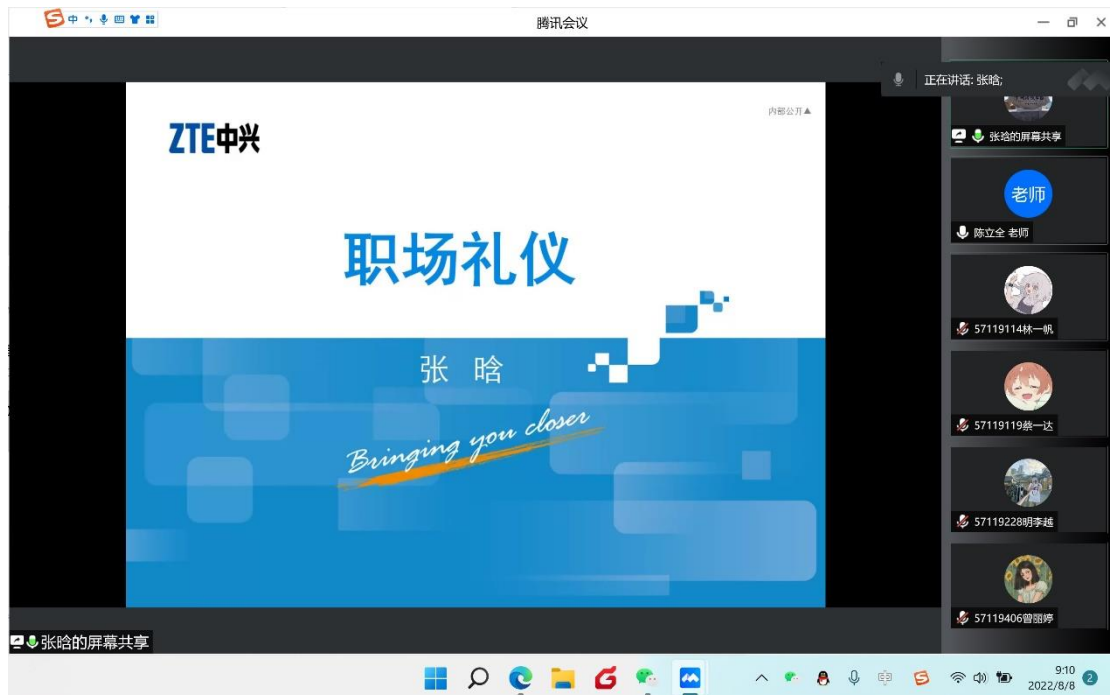 中
腾讯会议
正在讲话: 张晗;
内部公开▲
ZTE中兴
张晗的屏幕共享
职场礼仪
老师
陈立全 老师
57119114林一帆
张 晗
Bringing you closer
57119119蔡一达
57119228明李越
57119406曾丽婷
张晗的屏幕共享
中
9:10
2022/8/8
2